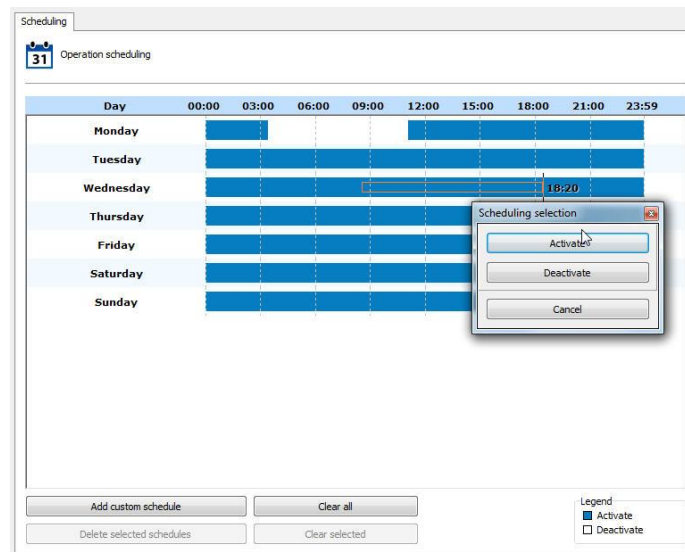 Scheduling
31 Operation scheduling
Day 00:00 03:00 06:00 09:00 12:00 15:00 18:00 21:00 23:59
Monday
Tuesday
Wednesday 18:20
Thursday
Friday
Saturday
Sunday
Scheduling selection
Activate
Deactivate
Cancel
Add custom schedule Clear all
Delete selected schedules Clear selected
Legend
Activate
Deactivate